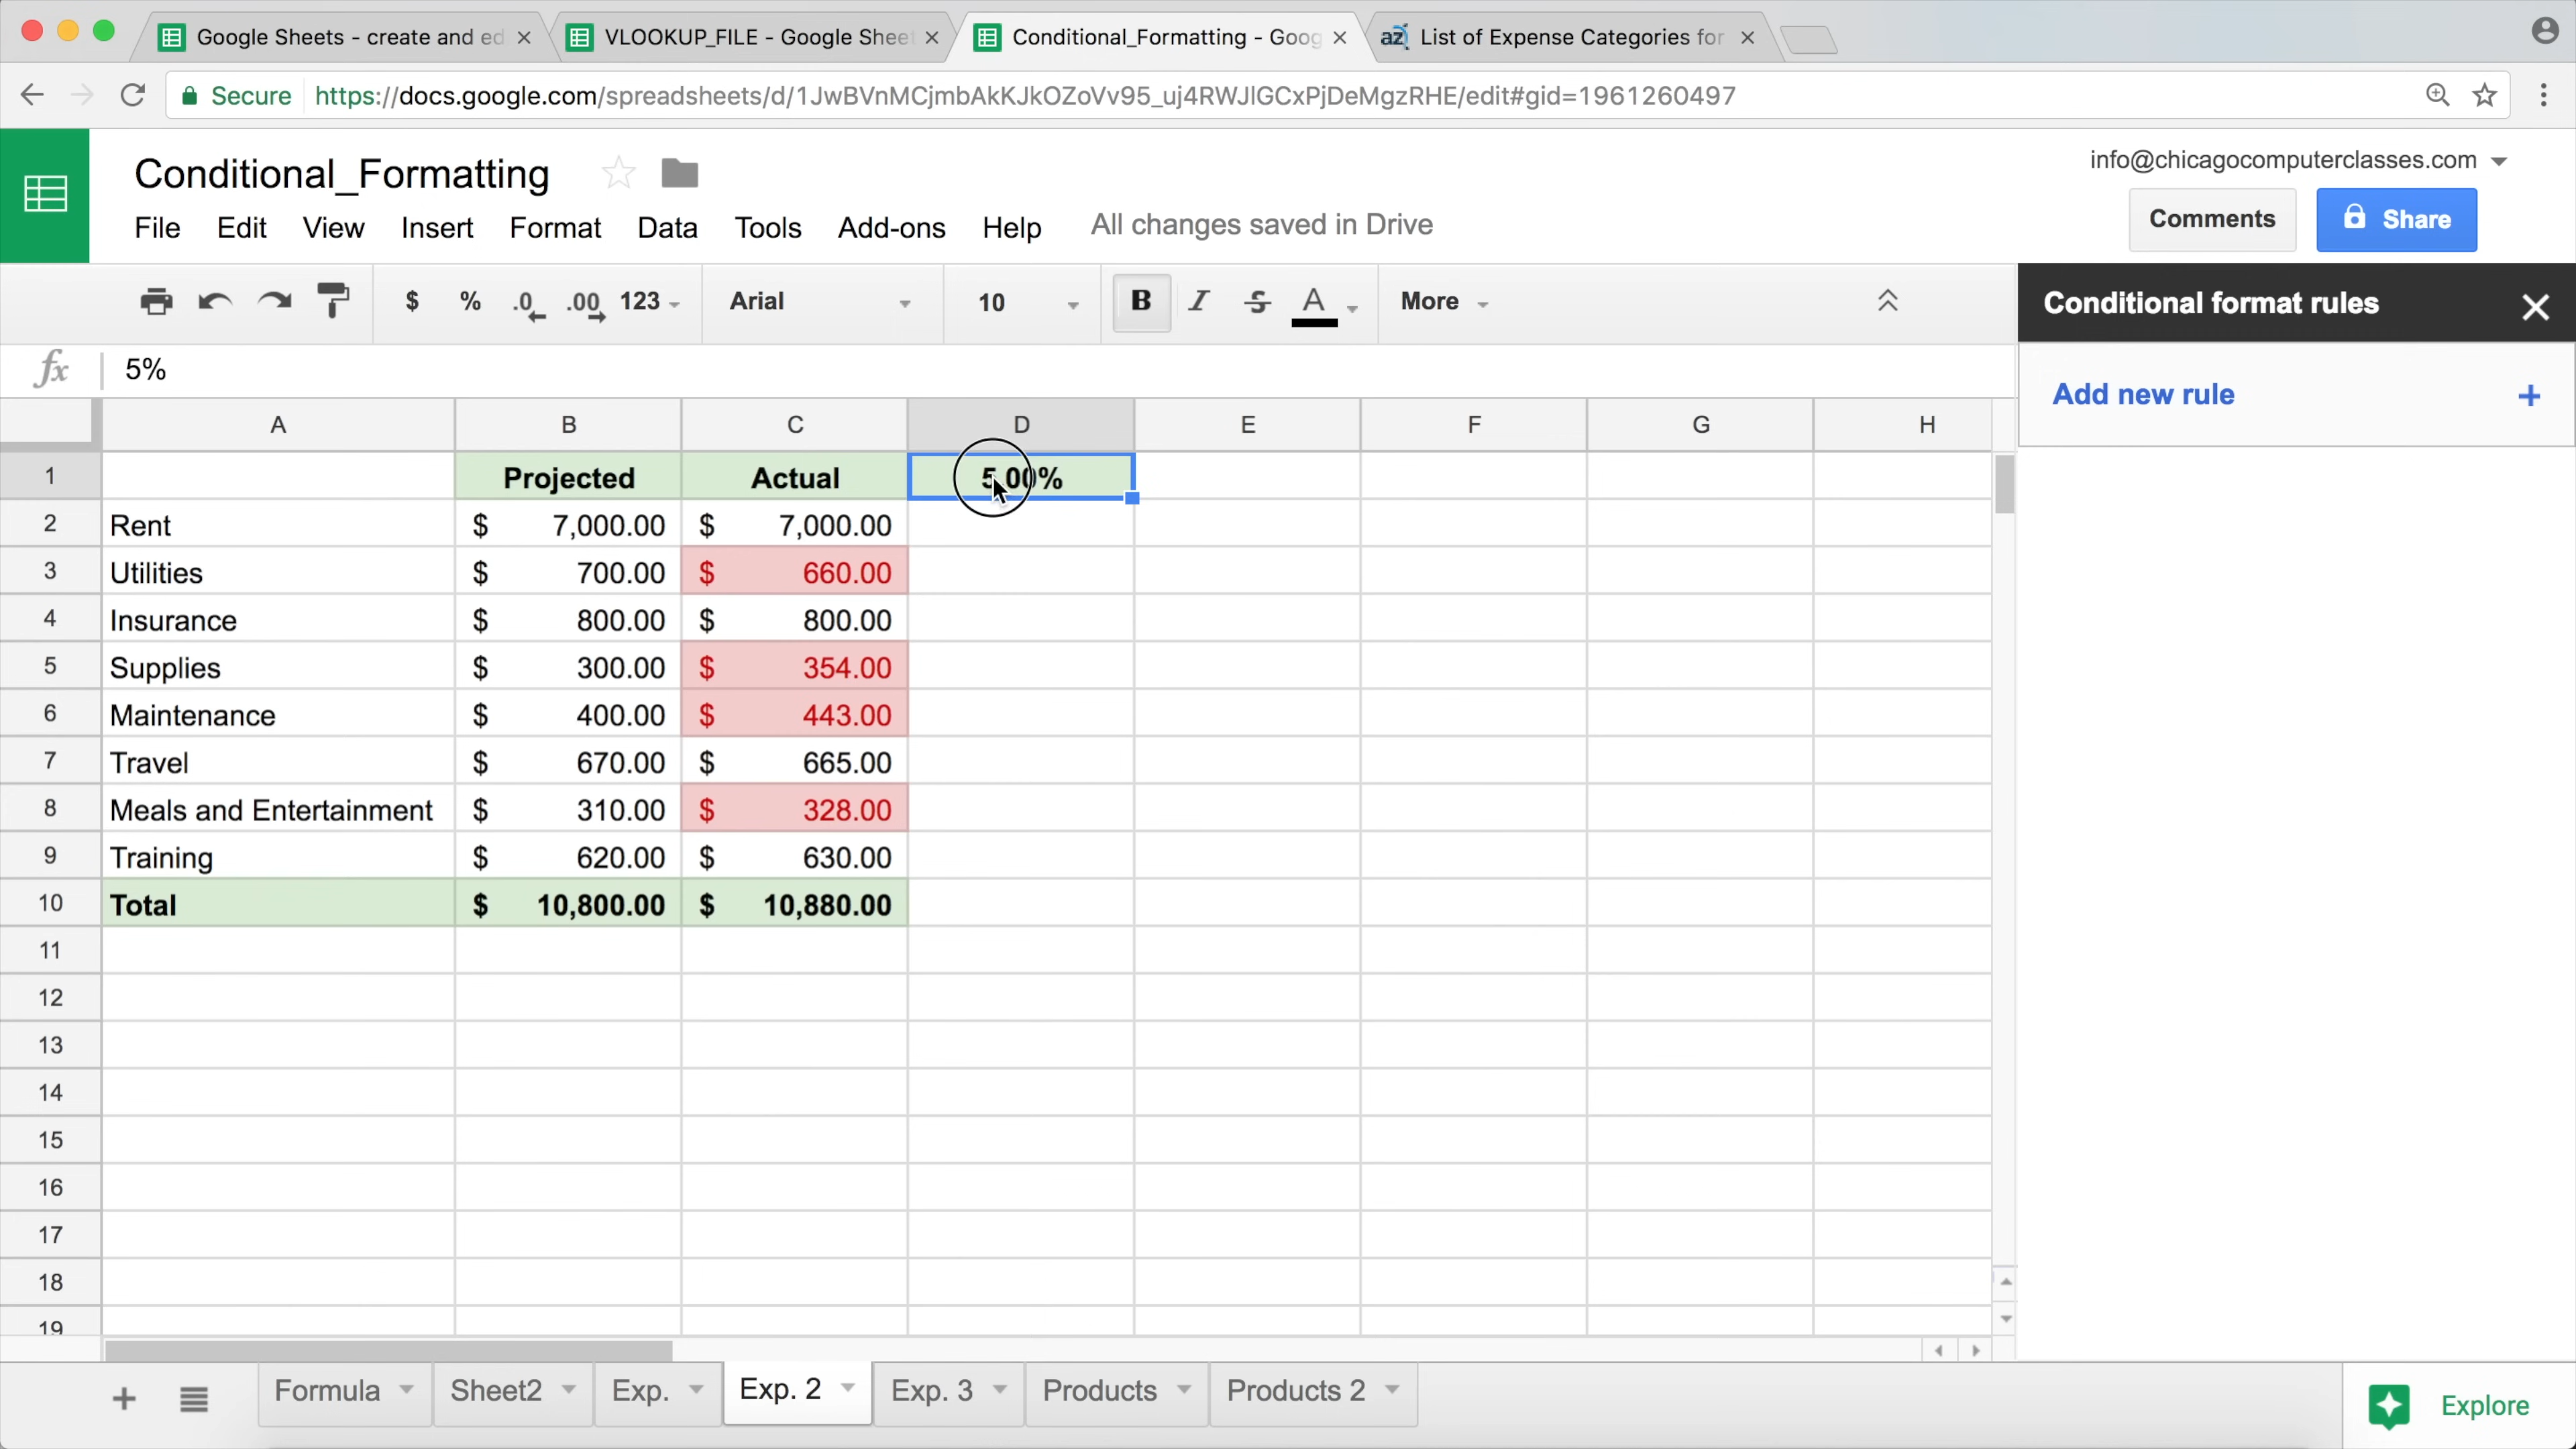 Google Sheets - create and ed
VLOOKUP_FILE - Google Sheet
Conditional_Formatting - Goog
List of Expense Categories for
Secure https://docs.google.com/spreadsheets/d/1JwBVnMCjmbAkKJkOZoVv95_uj4RWJlGCxPjDeMgzRHE/edit#gid=1961260497
Conditional_Formatting
info@chicagocomputerclasses.com
File Edit View Insert Format Data Tools Add-ons Help All changes saved in Drive
Comments Share
$ % .0 .00 123 Arial 10 B I S A More
Conditional format rules
fx 5%
Add new rule +
A B C D E F G H
1 Projected Actual 5.00%
2 Rent $ 7,000.00 $ 7,000.00
3 Utilities $ 700.00 $ 660.00
4 Insurance $ 800.00 $ 800.00
5 Supplies $ 300.00 $ 354.00
6 Maintenance $ 400.00 $ 443.00
7 Travel $ 670.00 $ 665.00
8 Meals and Entertainment $ 310.00 $ 328.00
9 Training $ 620.00 $ 630.00
10 Total $ 10,800.00 $ 10,880.00
11
12
13
14
15
16
17
18
19
+ Formula Sheet2 Exp. Exp. 2 Exp. 3 Products Products 2 Explore